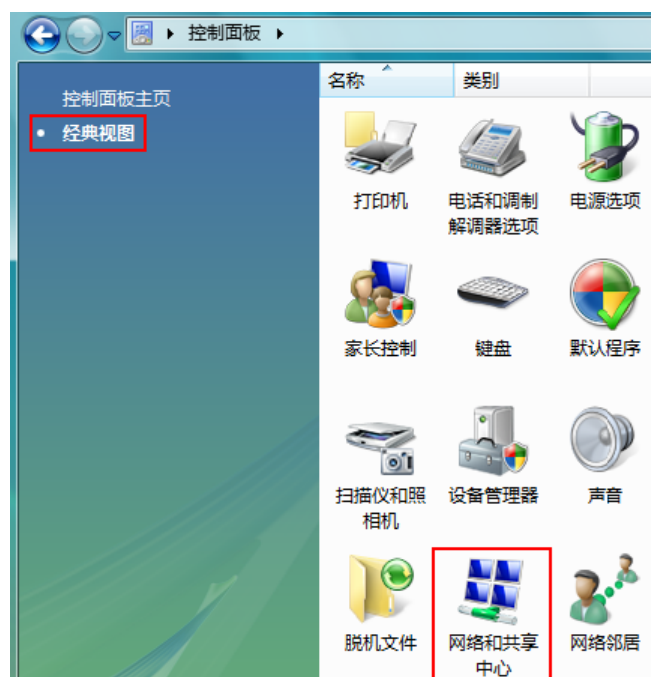 控制面板
名称 类别
控制面板主页
经典视图
打印机 电话和调制 电源选项
解调器选项
家长控制 键盘 默认程序
扫描仪和照 设备管理器 声音
相机
脱机文件 网络和共享 网络邻居
中心